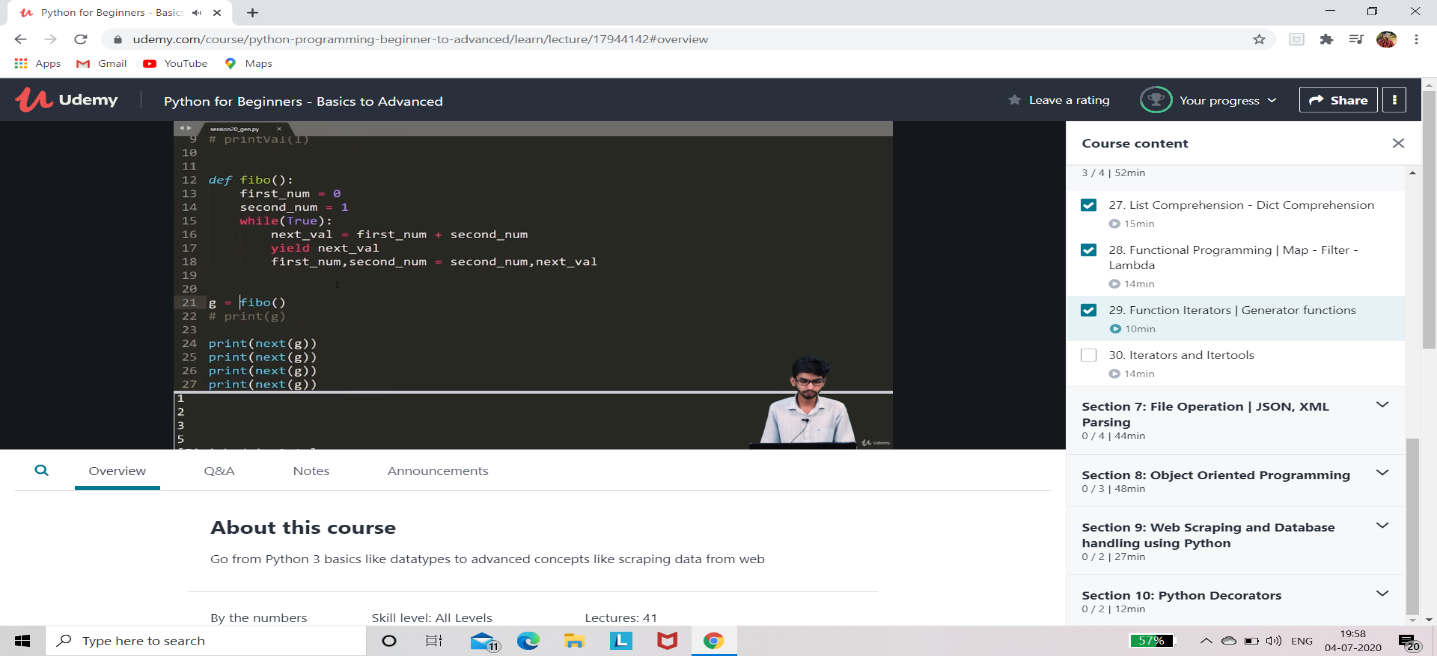 Python for Beginners - Basics
udemy.com/course/python-programming-beginner-to-advanced/learn/lecture/17944142#overview
Apps Gmail YouTube Maps
Udemy Python for Beginners - Basics to Advanced Leave a rating Your progress Share
session20_gen.py
9 # printVal(l)
10
11
12 def fibo():
13 first_num = 0
14 second_num = 1
15 while(True):
16 next_val = first_num + second_num
17 yield next_val
18 first_num,second_num = second_num,next_val
19
20
21 g = fibo()
22 # print(g)
23
24 print(next(g))
25 print(next(g))
26 print(next(g))
27 print(next(g))
1
2
3
5
Udemy
Course content
3 / 4 | 52min
27. List Comprehension - Dict Comprehension
15min
28. Functional Programming | Map - Filter -
Lambda
14min
29. Function Iterators | Generator functions
10min
30. Iterators and Itertools
14min
Section 7: File Operation | JSON, XML
Parsing
0 / 4 | 44min
Section 8: Object Oriented Programming
0 / 3 | 48min
Section 9: Web Scraping and Database
handling using Python
0 / 2 | 27min
Section 10: Python Decorators
0 / 2 | 12min
Overview Q&A Notes Announcements
About this course
Go from Python 3 basics like datatypes to advanced concepts like scraping data from web
By the numbers Skill level: All Levels Lectures: 41
Type here to search 11 L 57% ENG 19:58
04-07-2020 20